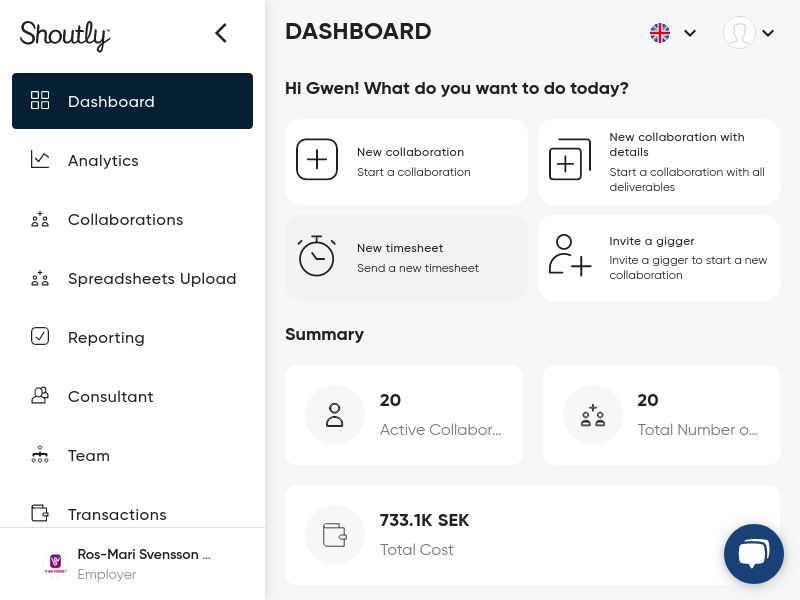 Shoutly
Dashboard
Analytics
Collaborations
Spreadsheets Upload
Reporting
Consultant
Team
Transactions
Ros-Mari Svensson ...
Employer
DASHBOARD
Hi Gwen! What do you want to do today?
New collaboration
Start a collaboration
New collaboration with
details
Start a collaboration with all
deliverables
New timesheet
Send a new timesheet
Invite a gigger
Invite a gigger to start a new
collaboration
Summary
20
Active Collabor...
20
Total Number o...
733.1K SEK
Total Cost